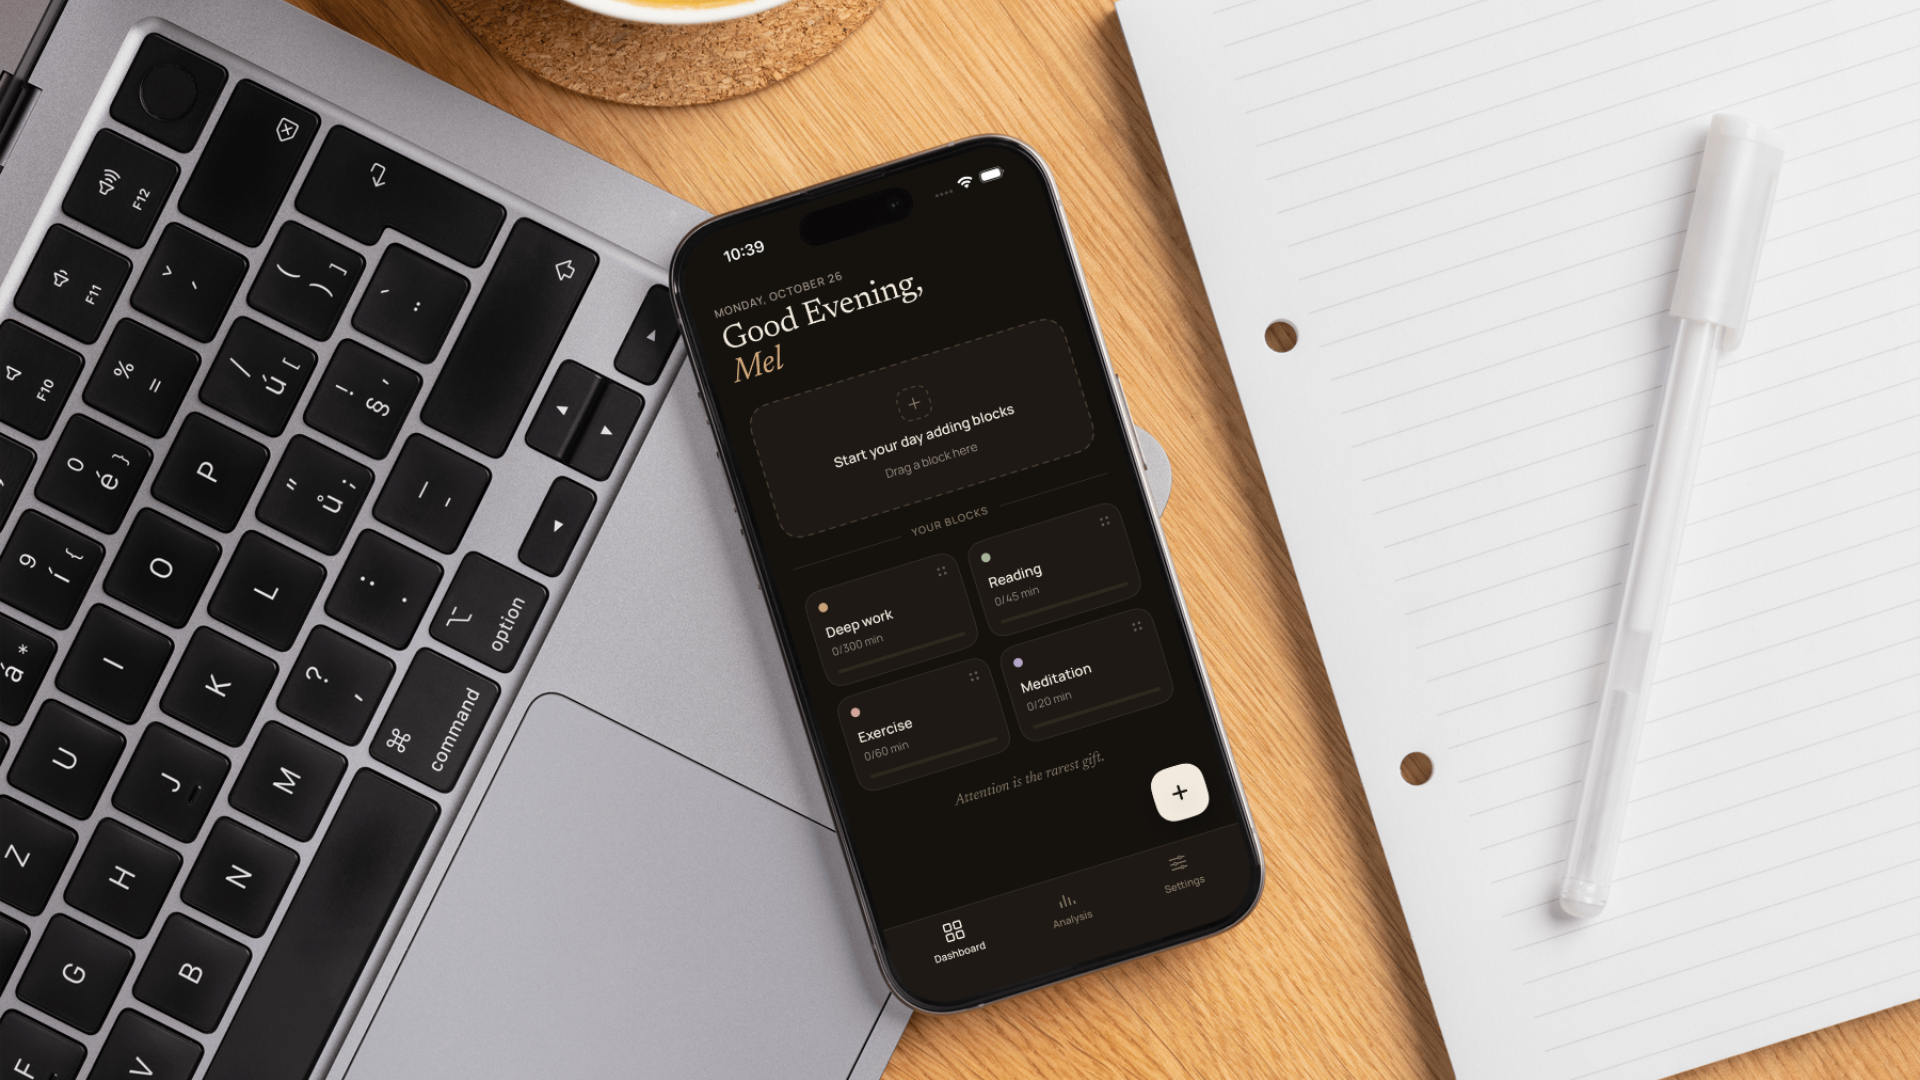 10:39
MONDAY, OCTOBER 26
Good Evening,
Mel
Start your day adding blocks
Drag a block here
YOUR BLOCKS
Deep work
0/300 min
Reading
0/45 min
Exercise
0/60 min
Meditation
0/20 min
Attention is the rarest gift.
Dashboard
Analysis
Settings
F12
F11
F10
> ,
( ) ]
' :
% =
/ ú [
! § '
0 é }
P
" ů ;
_ -
9 í {
O
L
: .
option
á *
I
K
? ,
command
U
J
M
Z
H
N
G
B
F
V